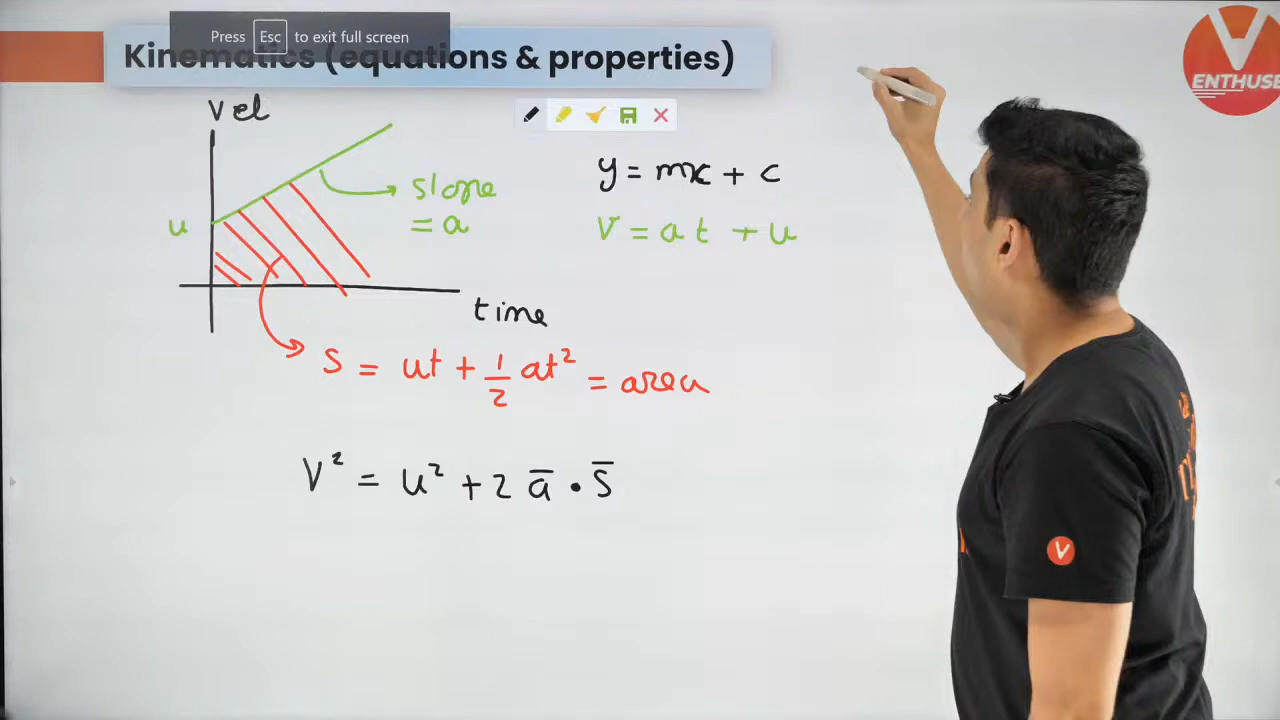 Press Esc to exit full screen
Kinematics (equations & properties)
V
ENTHUSE
Vel
slope
= a
u
time
y = mx + c
V = at + u
S = ut + 1/2 at² = area
V² = u² + 2 a̅ • s̅
V